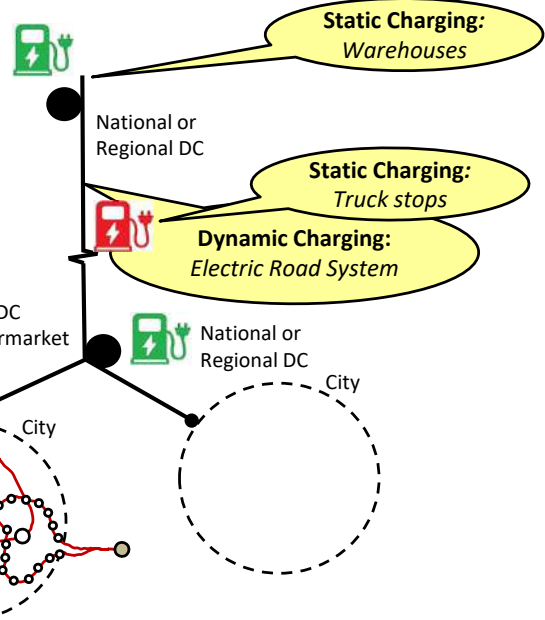 Static Charging:
Warehouses
National or
Regional DC
Static Charging:
Truck stops
Dynamic Charging:
Electric Road System
DC
National or
Regional DC
City
City